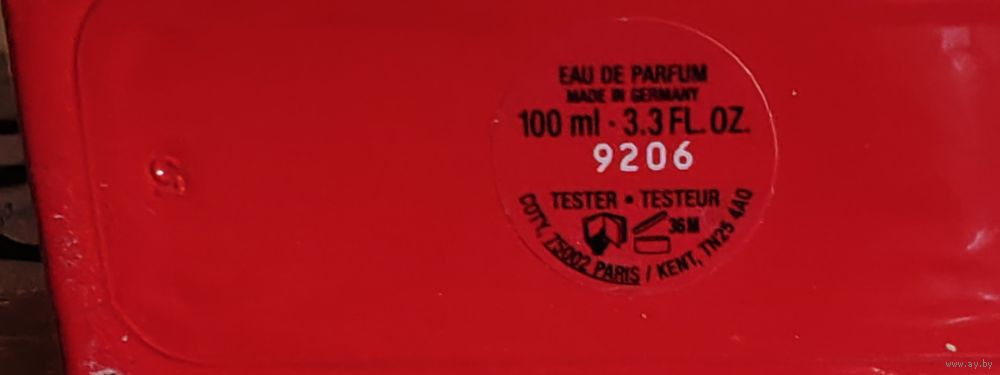 EAU DE PARFUM
MADE IN GERMANY
100 ml · 3.3 FL. OZ.
9206
TESTER • TESTEUR
36 M
COTY, 75002 PARIS / KENT, TN25 4AQ
www.ay.by